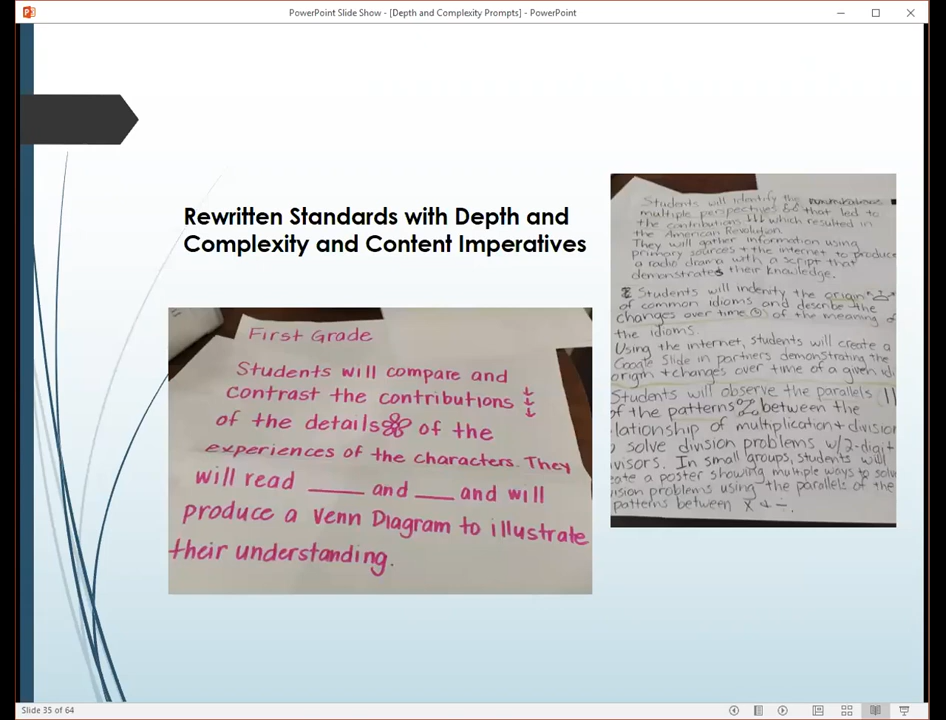 PowerPoint Slide Show - [Depth and Complexity Prompts] - PowerPoint
Rewritten Standards with Depth and
Complexity and Content Imperatives
First Grade
Students will compare and
contrast the contributions
of the details of the
experiences of the characters. They
will read ____ and ____ and will
produce a Venn Diagram to illustrate
their understanding.
Students will identify the
multiple perspectives that led to
the contributions which resulted in
the American Revolution.
They will gather information using
primary sources + the internet to produce
a radio drama with a script that
demonstrates their knowledge.
Students will indentity the origin
of common idioms and describe the
changes over time of the meaning of
the idioms.
Using the internet, students will create a
Google Slide in partners demonstrating the
origin + changes over time of a given
Students will observe the parallels
of the patterns between the
lationship of multiplication + division
solve division problems w/2-digit
visors. In small groups, students will
ate a poster showing multiple ways to solv
ision problems using the parallels of the
patterns between x + ÷.
Slide 35 of 64